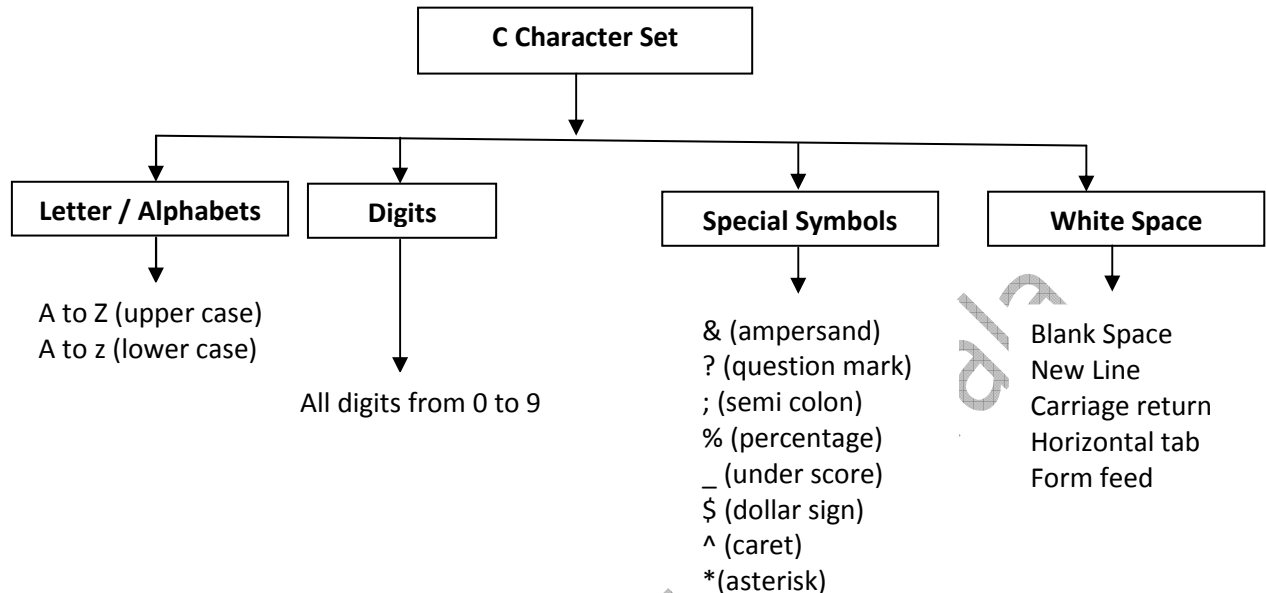 C Character Set
Letter / Alphabets
Digits
Special Symbols
White Space
A to Z (upper case)
A to z (lower case)
All digits from 0 to 9
& (ampersand)
? (question mark)
; (semi colon)
% (percentage)
_ (under score)
$ (dollar sign)
^ (caret)
*(asterisk)
Blank Space
New Line
Carriage return
Horizontal tab
Form feed